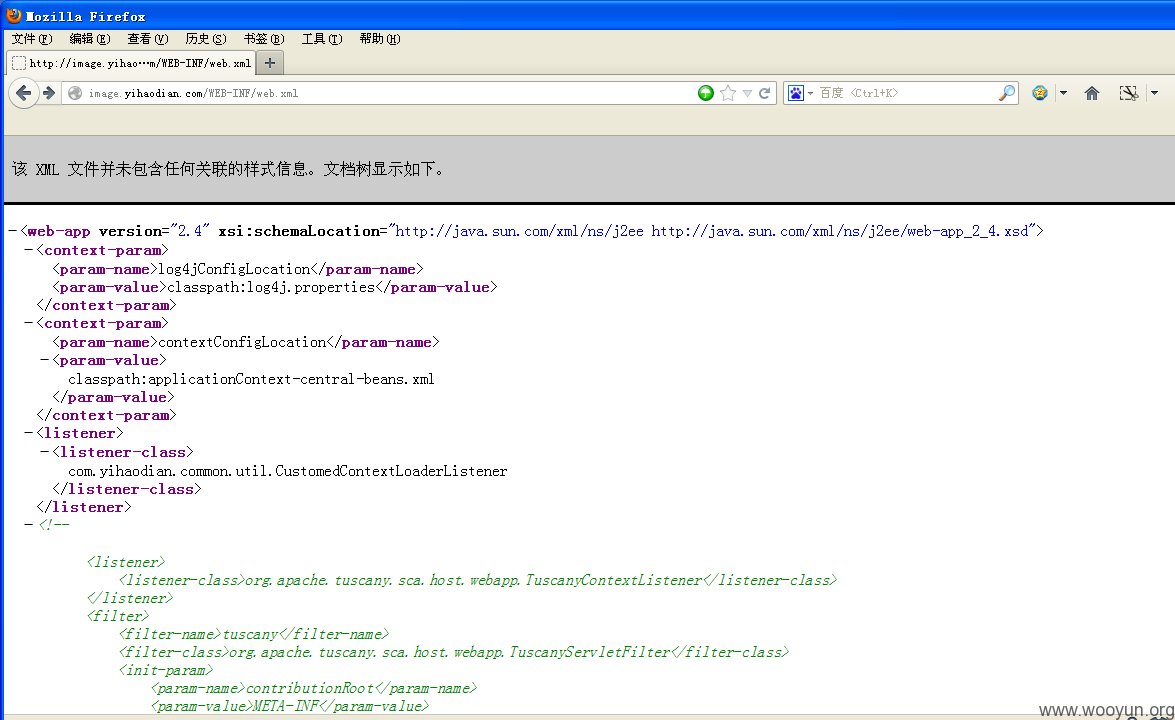 Mozilla Firefox
文件(F) 编辑(E) 查看(V) 历史(S) 书签(B) 工具(T) 帮助(H)
http://image.yihao…m/WEB-INF/web.xml
image.yihaodian.com/WEB-INF/web.xml 百度 <Ctrl+K>
该 XML 文件并未包含任何关联的样式信息。文档树显示如下。
-<web-app version="2.4" xsi:schemaLocation="http://java.sun.com/xml/ns/j2ee http://java.sun.com/xml/ns/j2ee/web-app_2_4.xsd">
-<context-param>
<param-name>log4jConfigLocation</param-name>
<param-value>classpath:log4j.properties</param-value>
</context-param>
-<context-param>
<param-name>contextConfigLocation</param-name>
-<param-value>
classpath:applicationContext-central-beans.xml
</param-value>
</context-param>
-<listener>
-<listener-class>
com.yihaodian.common.util.CustomedContextLoaderListener
</listener-class>
</listener>
-<!--
<listener>
<listener-class>org.apache.tuscany.sca.host.webapp.TuscanyContextListener</listener-class>
</listener>
<filter>
<filter-name>tuscany</filter-name>
<filter-class>org.apache.tuscany.sca.host.webapp.TuscanyServletFilter</filter-class>
<init-param>
<param-name>contributionRoot</param-name>
<param-value>META-INF</param-value>
www.wooyun.org